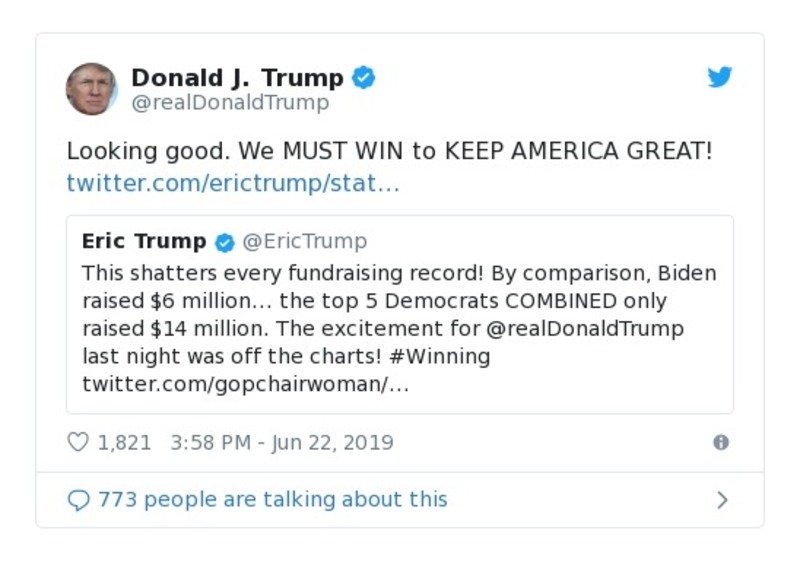 Donald J. Trump
@realDonaldTrump
Looking good. We MUST WIN to KEEP AMERICA GREAT!
twitter.com/erictrump/stat…
Eric Trump @EricTrump
This shatters every fundraising record! By comparison, Biden
raised $6 million… the top 5 Democrats COMBINED only
raised $14 million. The excitement for @realDonaldTrump
last night was off the charts! #Winning
twitter.com/gopchairwoman/…
1,821 3:58 PM - Jun 22, 2019
773 people are talking about this